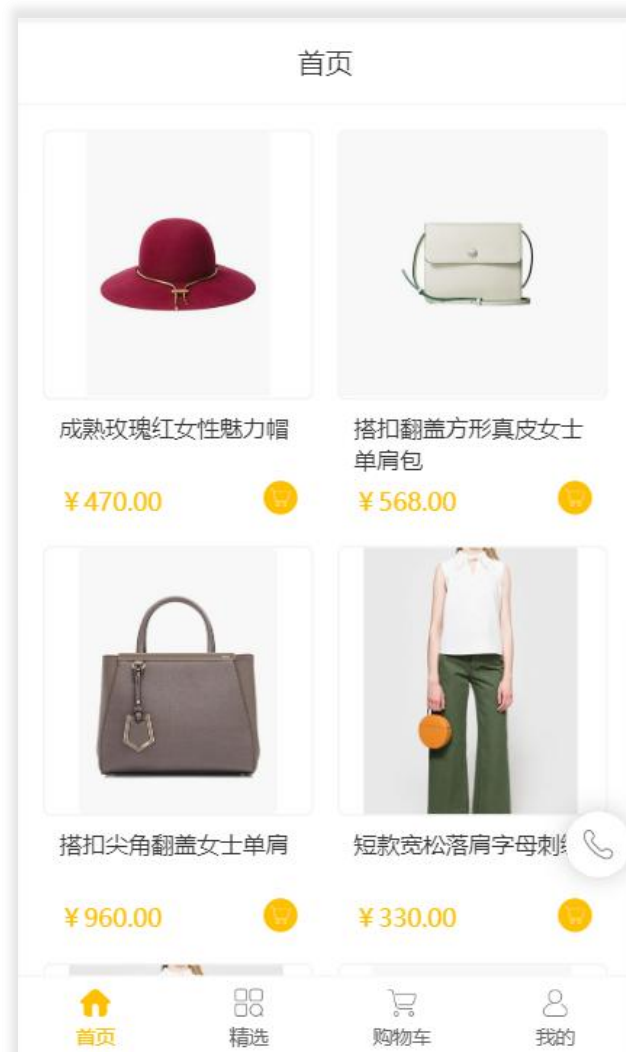 首页
成熟玫瑰红女性魅力帽
搭扣翻盖方形真皮女士
单肩包
¥470.00
¥568.00
搭扣尖角翻盖女士单肩
短款宽松落肩字母刺
¥960.00
¥330.00
首页
精选
购物车
我的